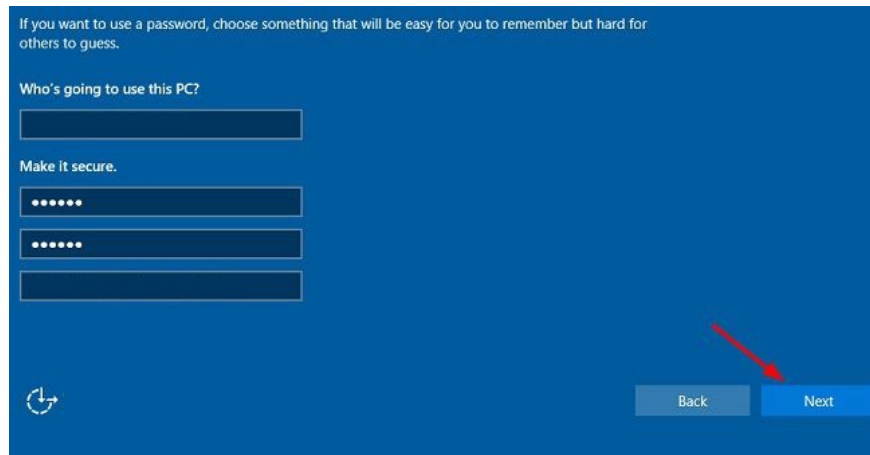 If you want to use a password, choose something that will be easy for you to remember but hard for
others to guess.
Who's going to use this PC?
Make it secure.
••••••
••••••
Back
Next